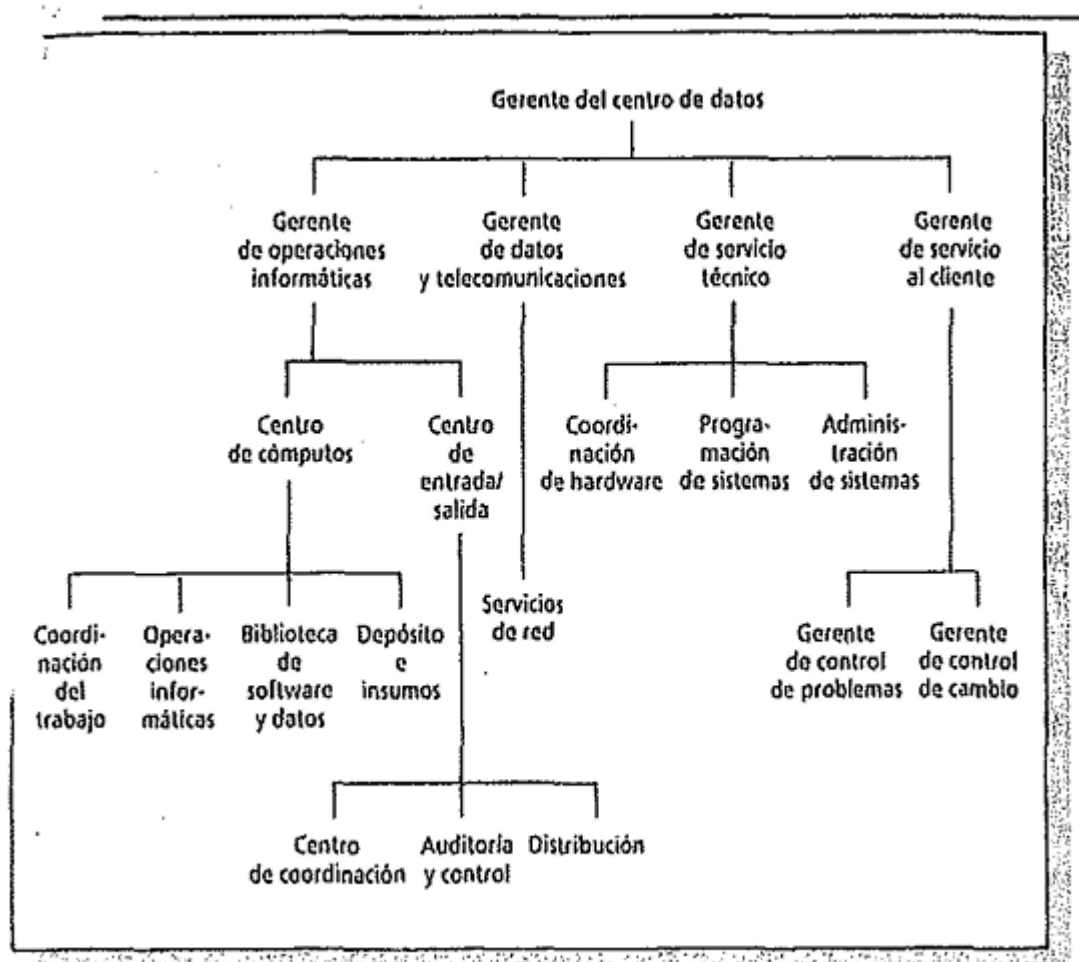 Gerente del centro de datos
Gerente
de operaciones
informáticas
Gerente
de datos
y telecomunicaciones
Gerente
de servicio
técnico
Gerente
de servicio
al cliente
Centro
de cómputos
Centro
de
entrada/
salida
Coordi-
nación
de hardware
Progra-
mación
de sistemas
Adminis-
tración
de sistemas
Coordi-
nación
del
trabajo
Opera-
ciones
infor-
máticas
Biblioteca
de
software
y datos
Depósito
e
insumos
Servicios
de red
Gerente
de control
de problemas
Gerente
de control
de cambio
Centro
de coordinación
Auditoría
y control
Distribución